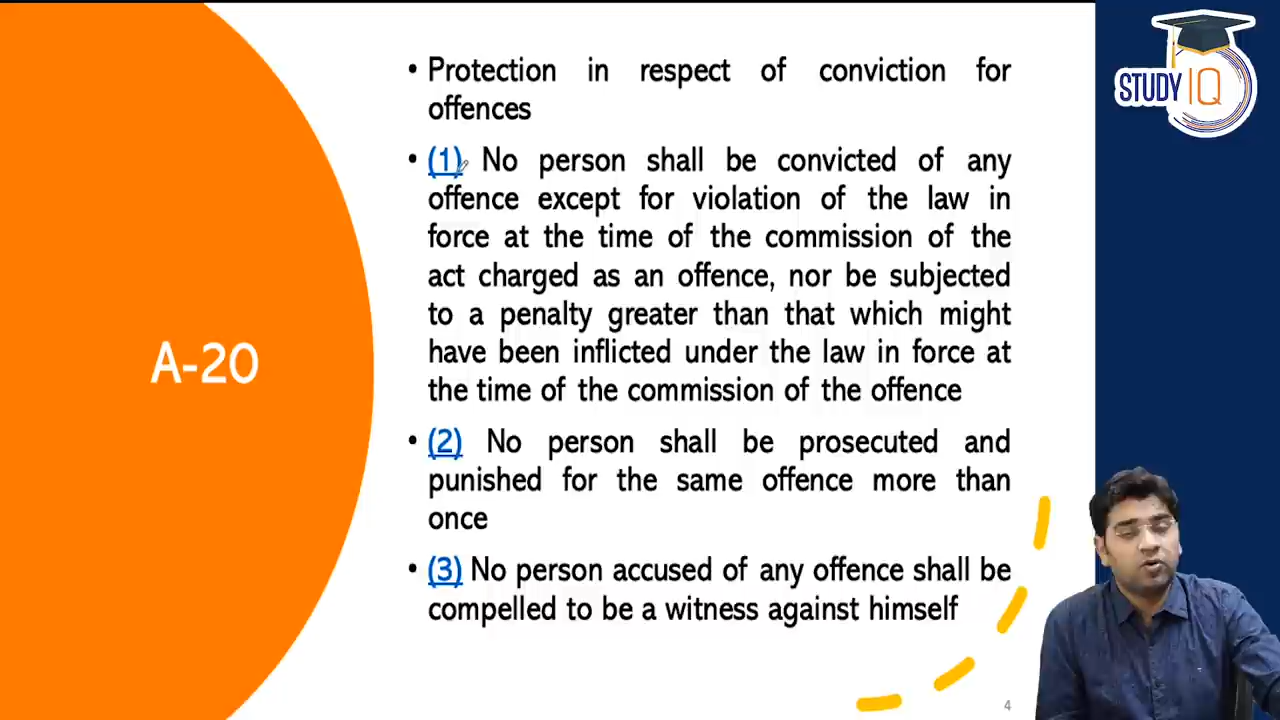 STUDY IQ
A-20
• Protection in respect of conviction for
offences
• (1) No person shall be convicted of any
offence except for violation of the law in
force at the time of the commission of the
act charged as an offence, nor be subjected
to a penalty greater than that which might
have been inflicted under the law in force at
the time of the commission of the offence
• (2) No person shall be prosecuted and
punished for the same offence more than
once
• (3) No person accused of any offence shall be
compelled to be a witness against himself
4